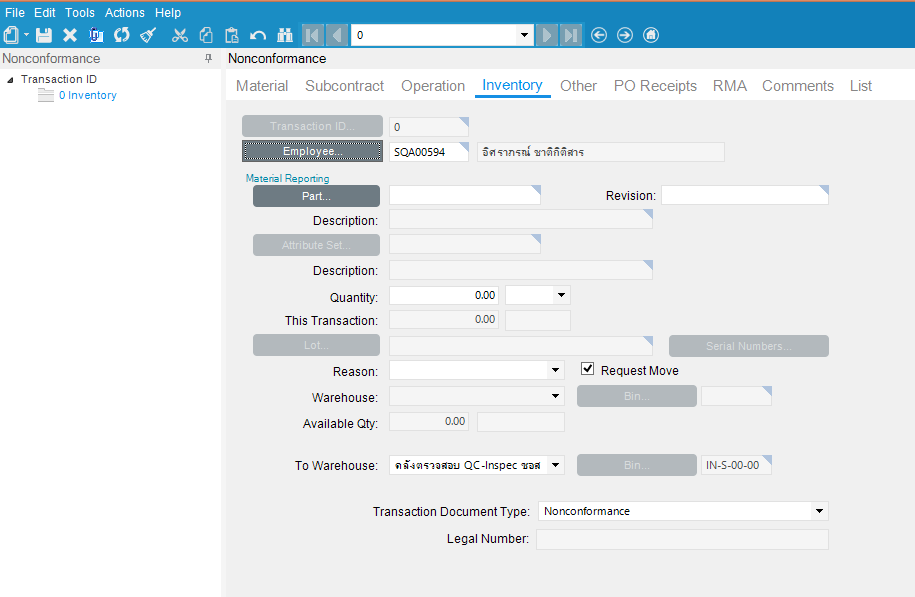 File Edit Tools Actions Help
0
Nonconformance
Transaction ID
0 Inventory
Nonconformance
Material Subcontract Operation Inventory Other PO Receipts RMA Comments List
Transaction ID... 0
Employee... SQA00594 อิศราภรณ์ ชาติกิติสาร
Material Reporting
Part... Revision:
Description:
Attribute Set...
Description:
Quantity: 0.00
This Transaction: 0.00
Lot... Serial Numbers...
Reason: Request Move
Warehouse: Bin...
Available Qty: 0.00
To Warehouse: คลังตรวจสอบ QC-Inspec ซอส Bin... IN-S-00-00
Transaction Document Type: Nonconformance
Legal Number: